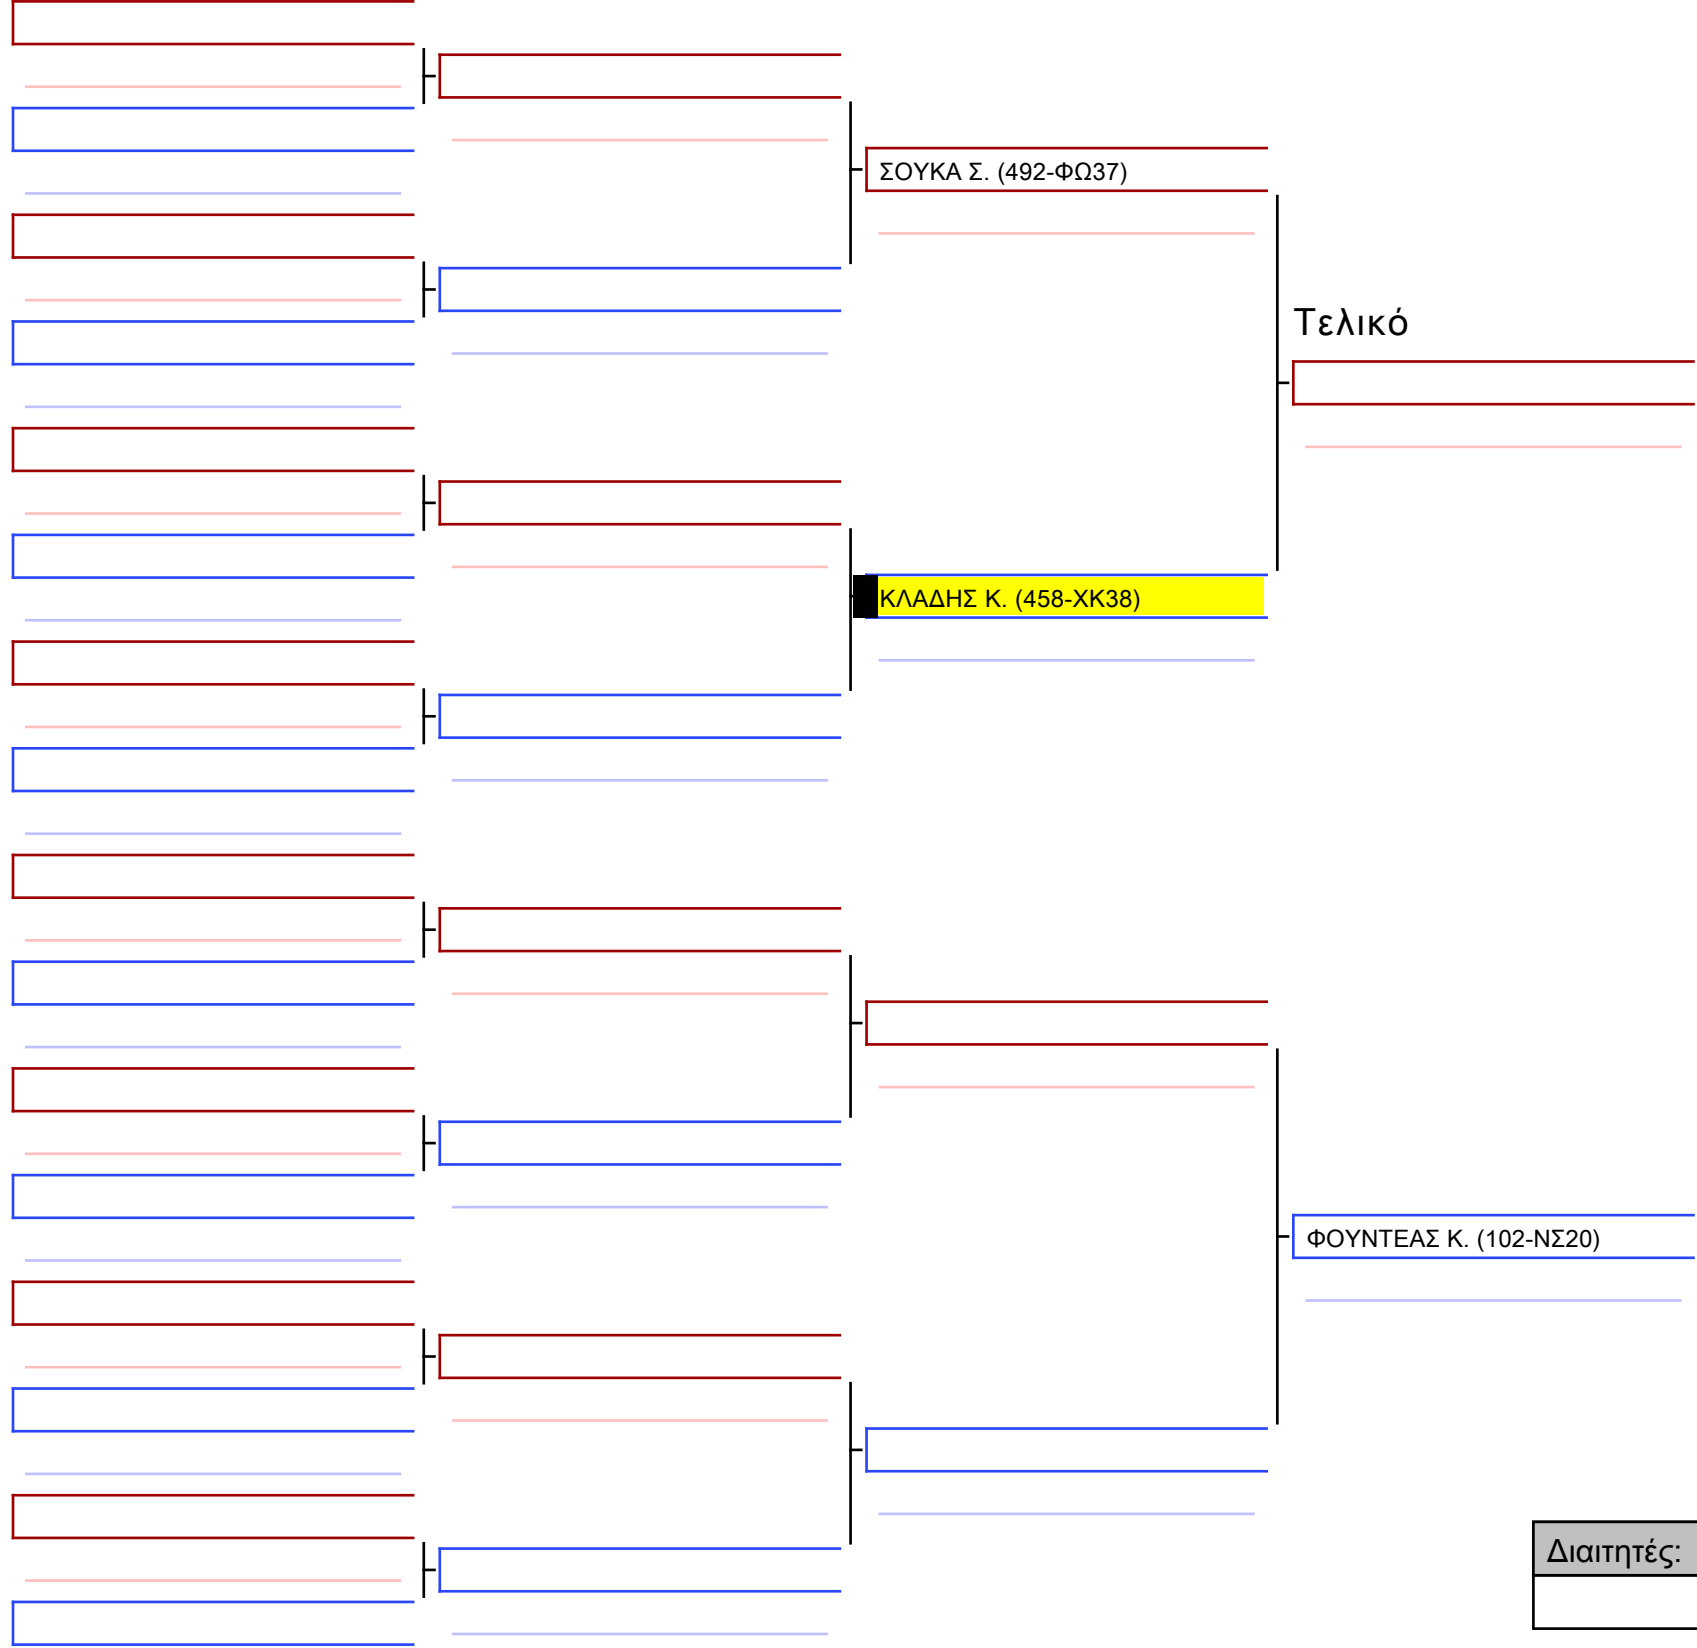 ΣΟΥΚΑ Σ. (492-ΦΩ37)
Τελικό
ΚΛΑΔΗΣ Κ. (458-ΧΚ38)
ΦΟΥΝΤΕΑΣ Κ. (102-ΝΣ20)
Διαιτητές: